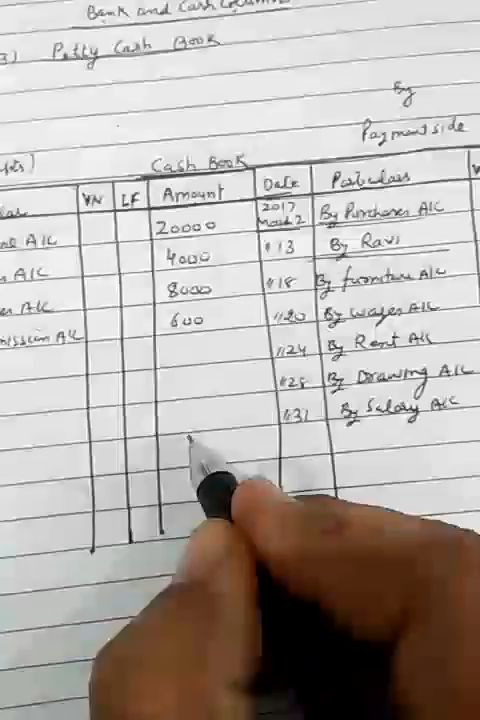 Bank and Cash Column
3) Petty Cash Book
By
Payment side
Cash Book
VN LF Amount Date Particulars
20000 2017 March 2 By Purchases A/C
A/C 4000 "13 By Ravi
A/C 8000 "18 By furniture A/C
A/C 600 "20 By wages A/C
A/C "24 By Rent A/C
"28 By Drawing A/C
"31 By Salary A/C